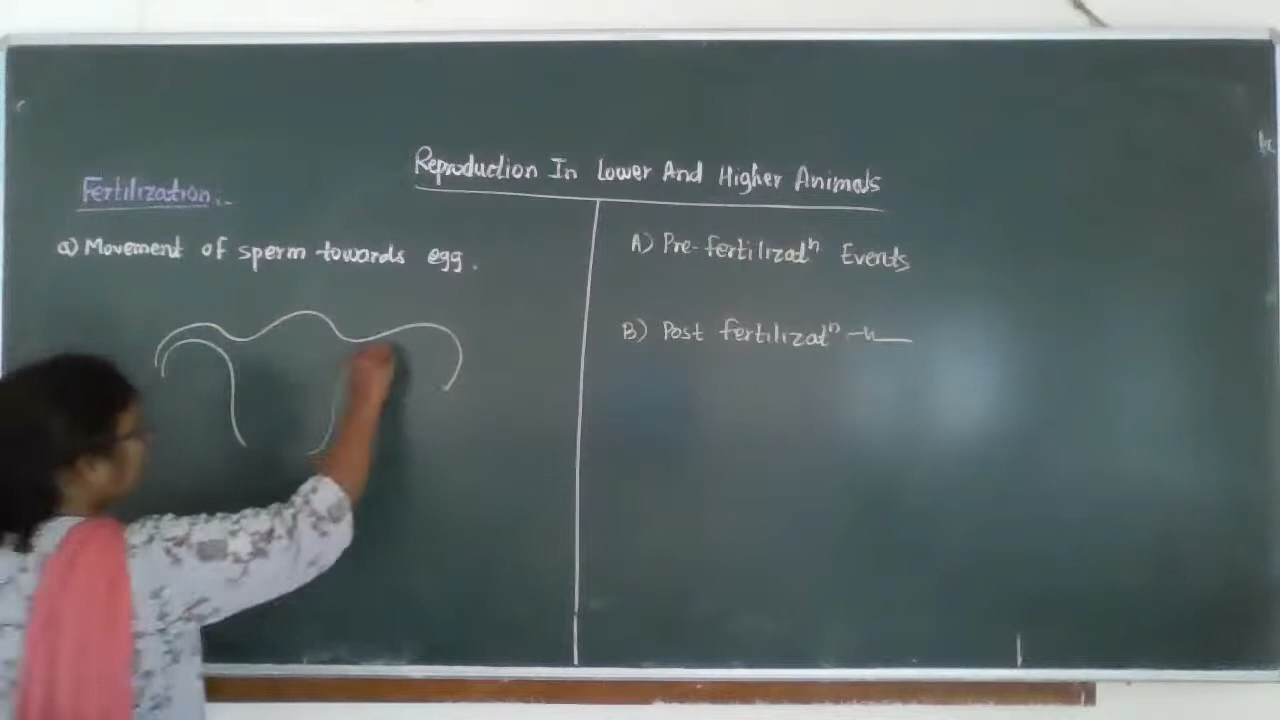 Reproduction In Lower And Higher Animals
Fertilization :-
a) Movement of sperm towards egg.
A) Pre-fertilizatⁿ Events
B) Post fertilizatⁿ —〃—